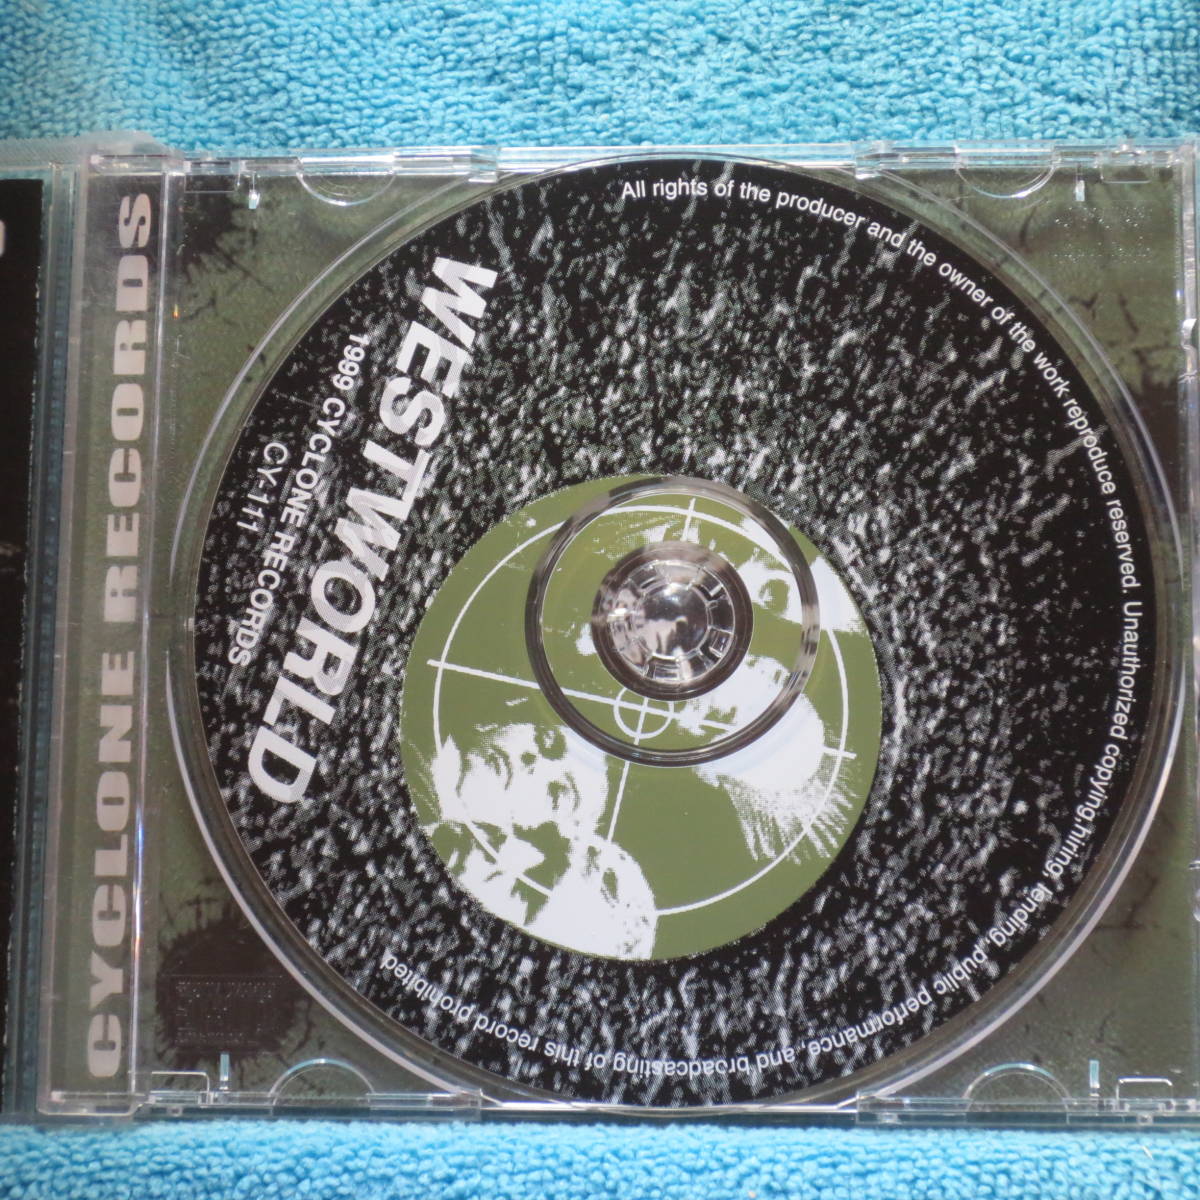 CYCLONE RECORDS
WESTWORLD
1999 CYCLONE RECORDS
CY-111
All rights of the producer and the owner of the work reproduce reserved. Unauthorized copying,hiring, lending, public performance, and broadcasting of this record prohibited.